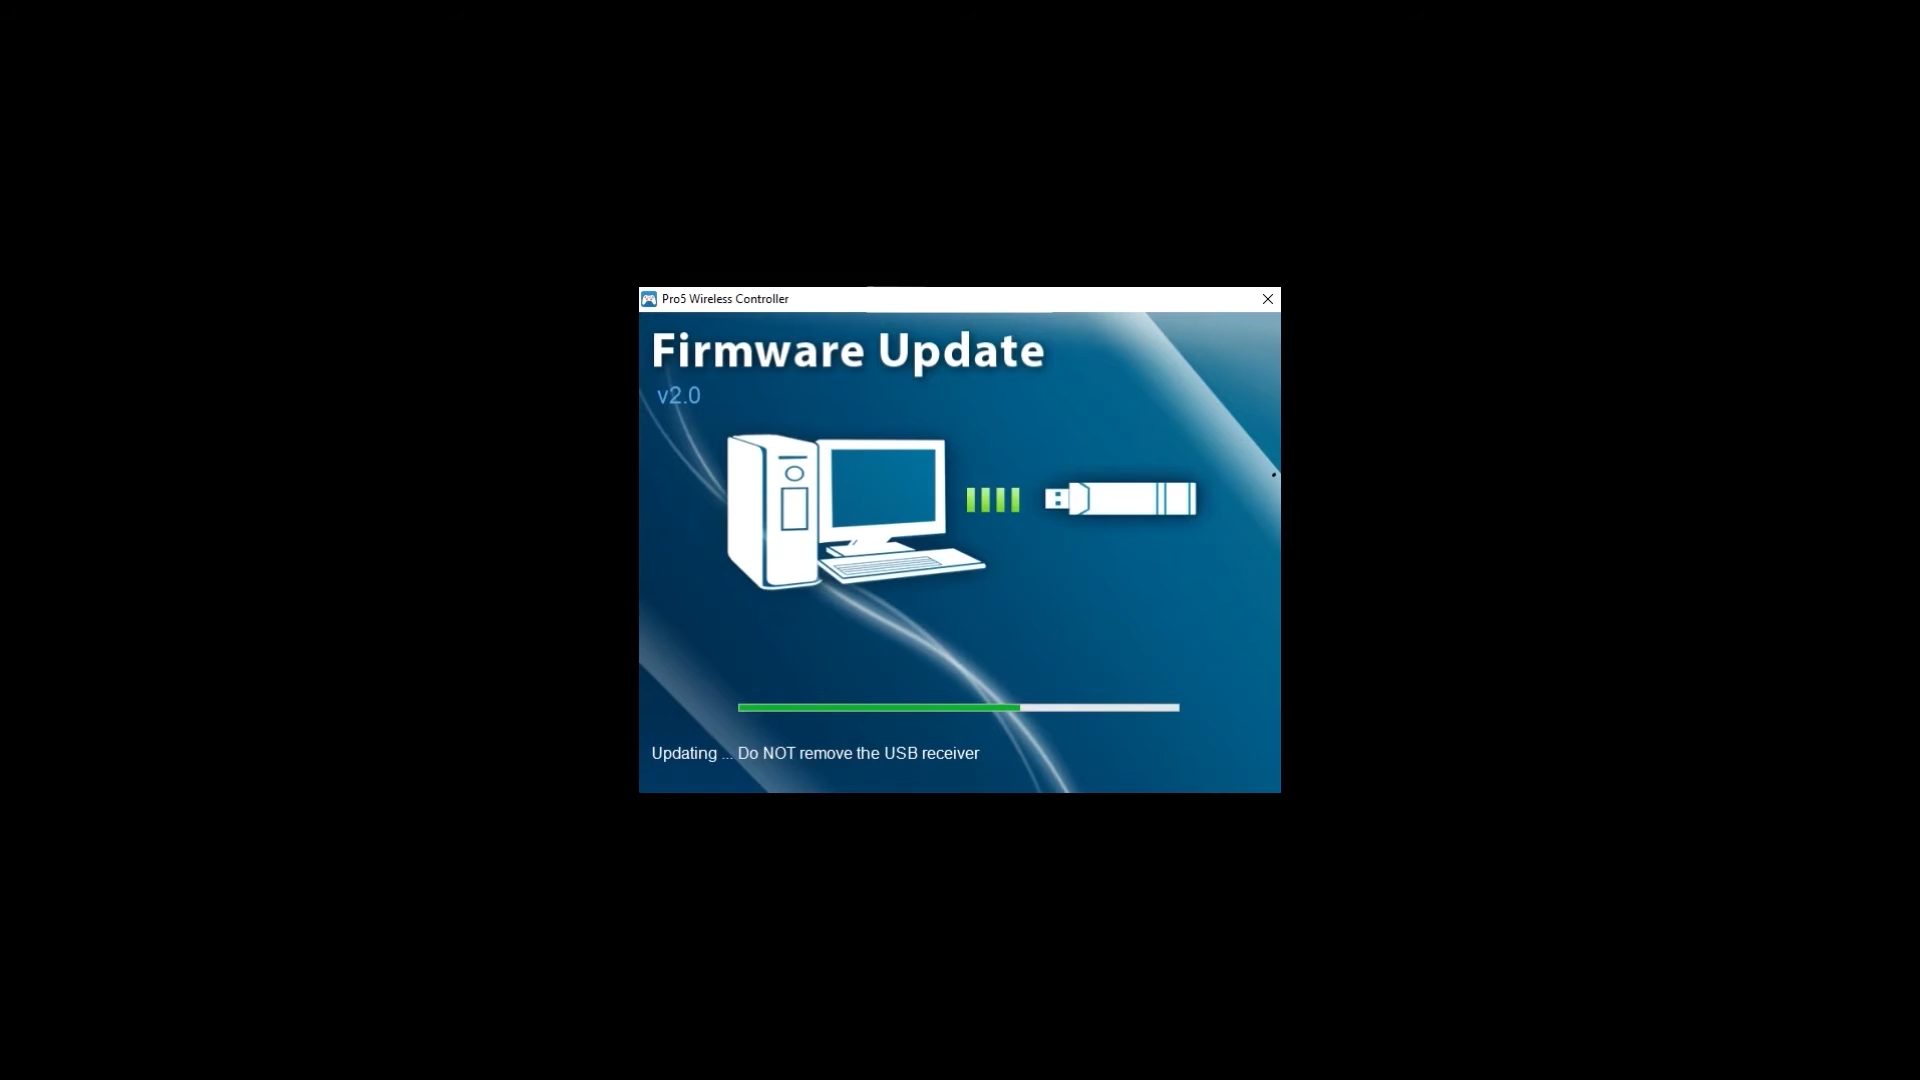 Pro5 Wireless Controller
Firmware Update
v2.0
Updating ... Do NOT remove the USB receiver